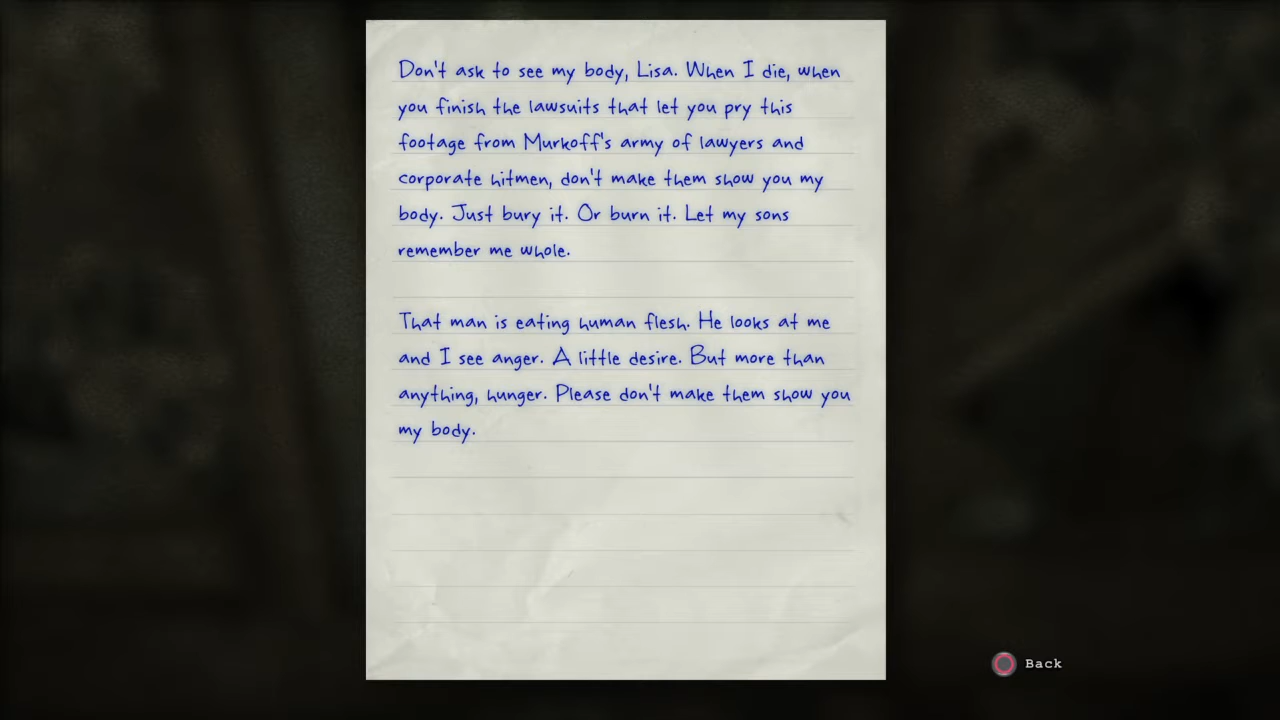 Don't ask to see my body, Lisa. When I die, when
you finish the lawsuits that let you pry this
footage from Murkoff's army of lawyers and
corporate hitmen, don't make them show you my
body. Just bury it. Or burn it. Let my sons
remember me whole.
That man is eating human flesh. He looks at me
and I see anger. A little desire. But more than
anything, hunger. Please don't make them show you
my body.
Back